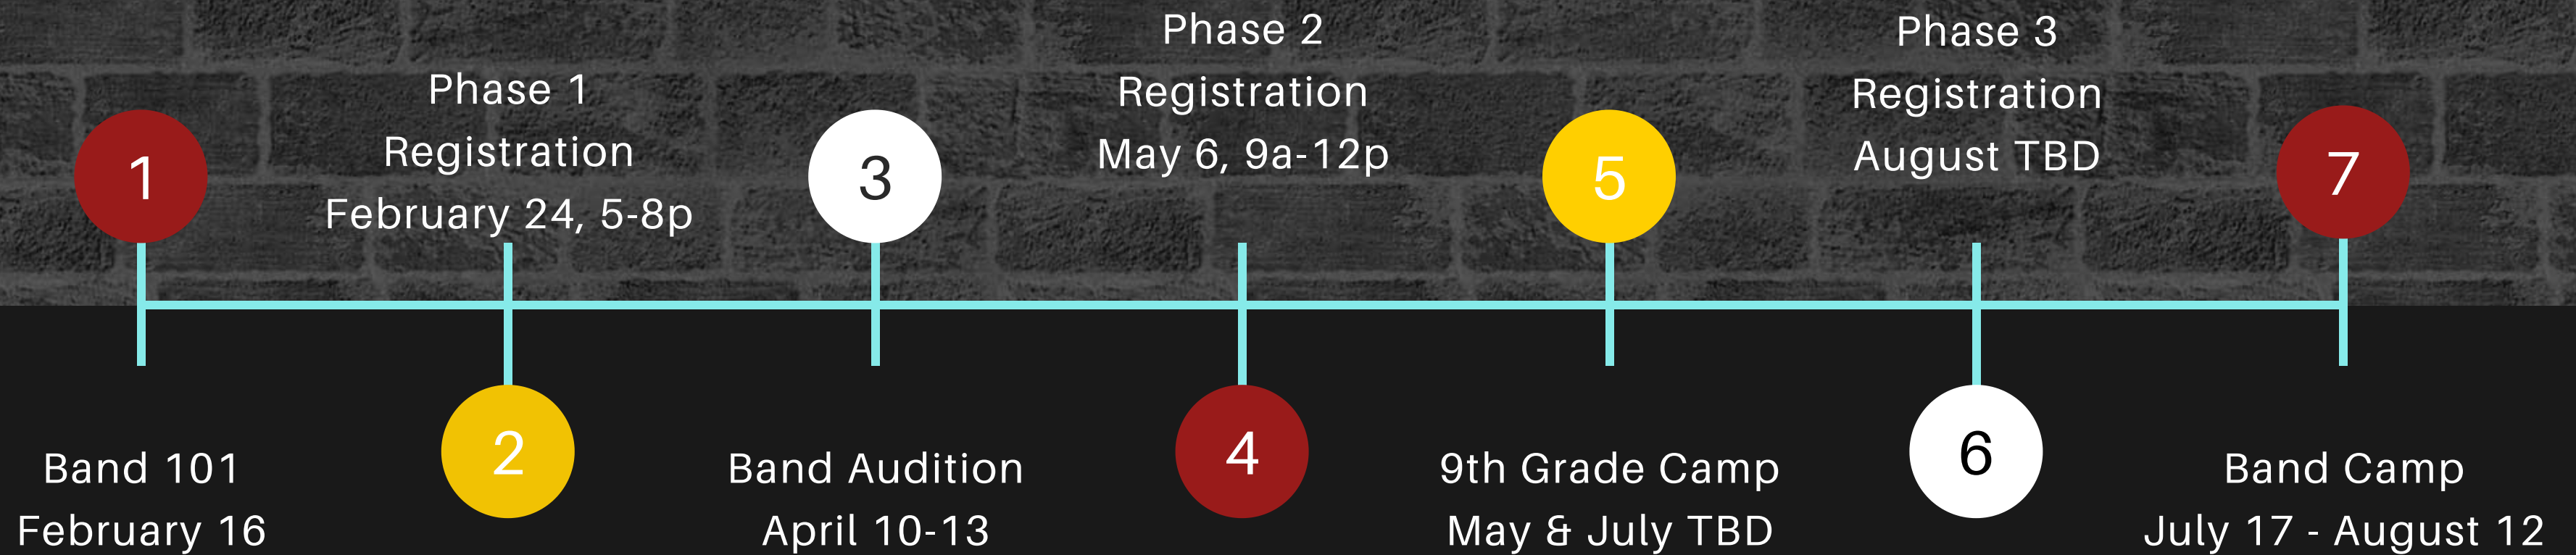 1
Band 101
February 16
Phase 1
Registration
February 24, 5-8p
2
3
Band Audition
April 10-13
Phase 2
Registration
May 6, 9a-12p
4
5
9th Grade Camp
May & July TBD
Phase 3
Registration
August TBD
6
7
Band Camp
July 17 - August 12